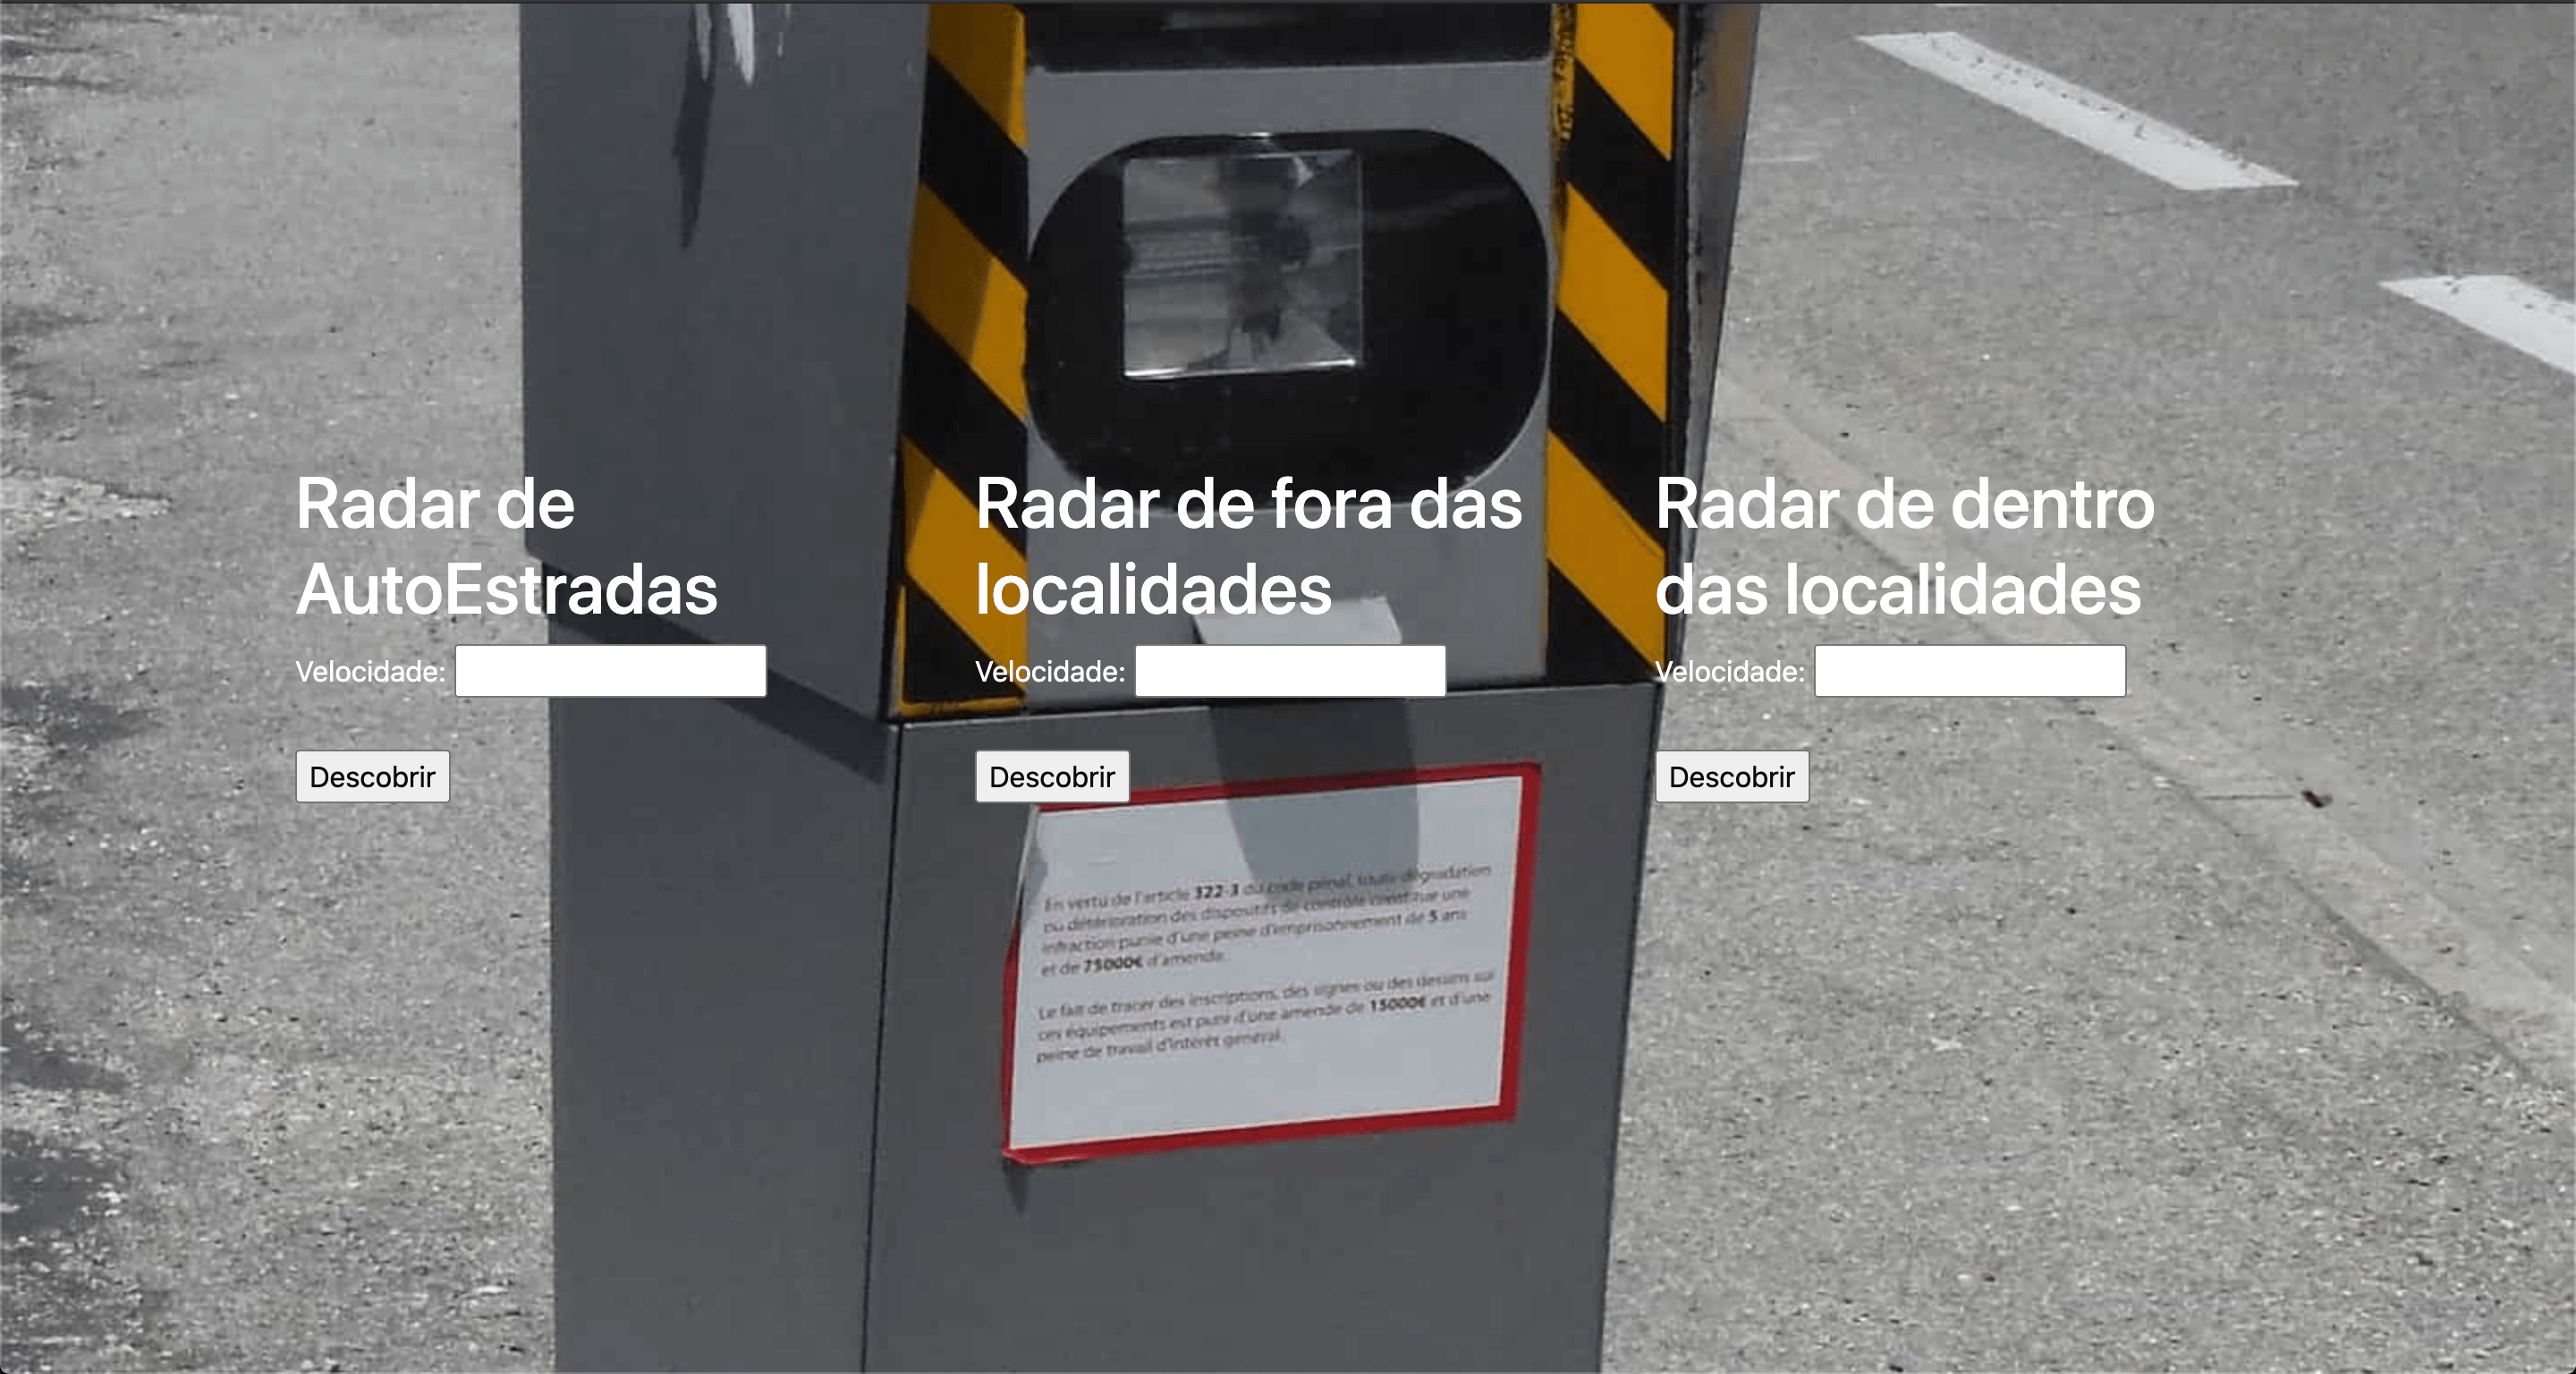 Radar de
AutoEstradas
Velocidade:
Descobrir
Radar de fora das
localidades
Velocidade:
Descobrir
Radar de dentro
das localidades
Velocidade:
Descobrir
En vertu de l'article 322-3 du code pénal, toute dégradation
ou détérioration des dispositifs de contrôle constitue une
infraction punie d'une peine d'emprisonnement de 5 ans
et de 75000€ d'amende.
Le fait de tracer des inscriptions, des signes ou des dessins sur
ces équipements est puni d'une amende de 15000€ et d'une
peine de travail d'intérêt général.